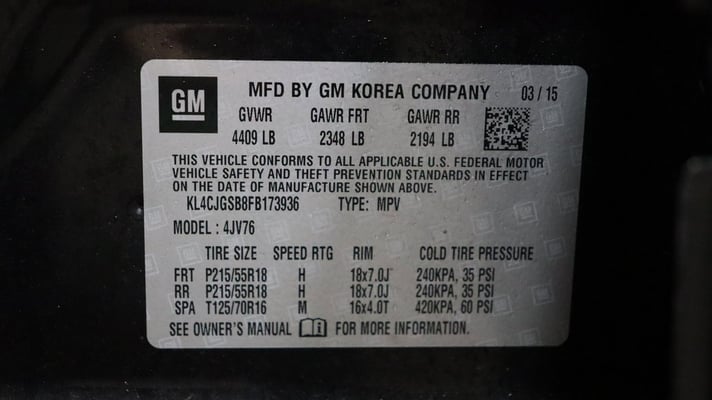 GM
MFD BY GM KOREA COMPANY 03 / 15
GVWR GAWR FRT GAWR RR
4409 LB 2348 LB 2194 LB
THIS VEHICLE CONFORMS TO ALL APPLICABLE U.S. FEDERAL MOTOR
VEHICLE SAFETY AND THEFT PREVENTION STANDARDS IN EFFECT
ON THE DATE OF MANUFACTURE SHOWN ABOVE.
KL4CJGSB8FB173936 TYPE: MPV
MODEL : 4JV76
TIRE SIZE SPEED RTG RIM COLD TIRE PRESSURE
FRT P215/55R18 H 18x7.0J 240KPA, 35 PSI
RR P215/55R18 H 18x7.0J 240KPA, 35 PSI
SPA T125/70R16 M 16x4.0T 420KPA, 60 PSI
SEE OWNER'S MANUAL FOR MORE INFORMATION.